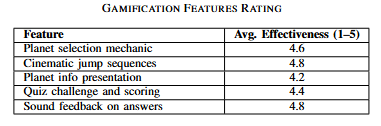 GAMIFICATION FEATURES RATING
Feature Avg. Effectiveness (1–5)
Planet selection mechanic 4.6
Cinematic jump sequences 4.8
Planet info presentation 4.2
Quiz challenge and scoring 4.4
Sound feedback on answers 4.8